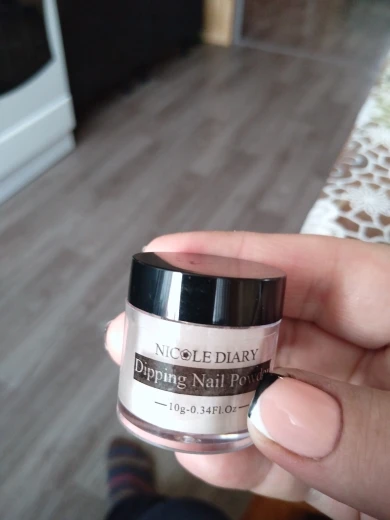 NICOLE DIARY
Dipping Nail Powder
10g-0.34Fl.Oz